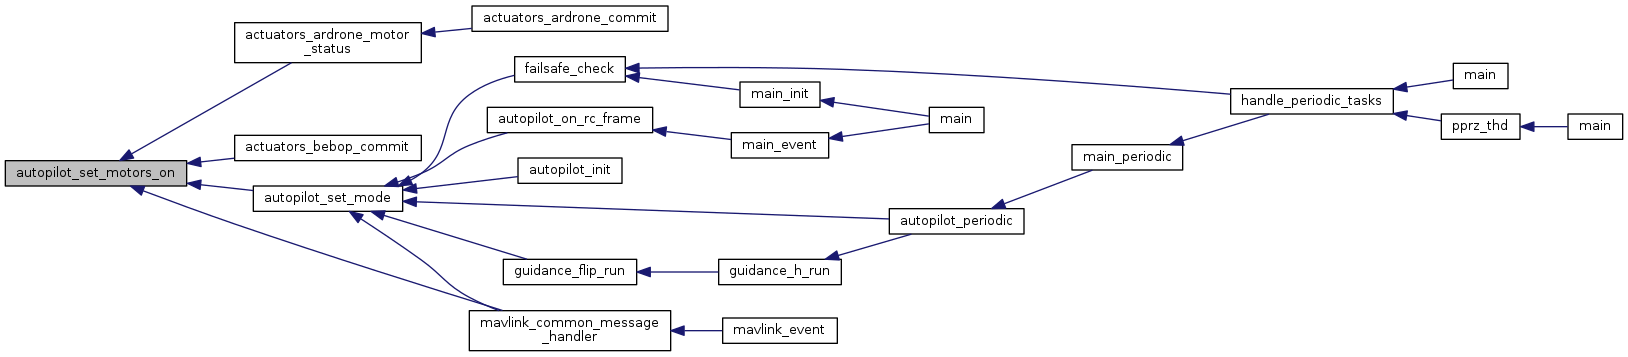 actuators_ardrone_commit
actuators_ardrone_motor
_status
failsafe_check
main
main_init
handle_periodic_tasks
autopilot_on_rc_frame
main
pprz_thd
main
main_event
actuators_bebop_commit
main_periodic
autopilot_set_motors_on
autopilot_init
autopilot_set_mode
autopilot_periodic
guidance_flip_run
guidance_h_run
mavlink_common_message
_handler
mavlink_event